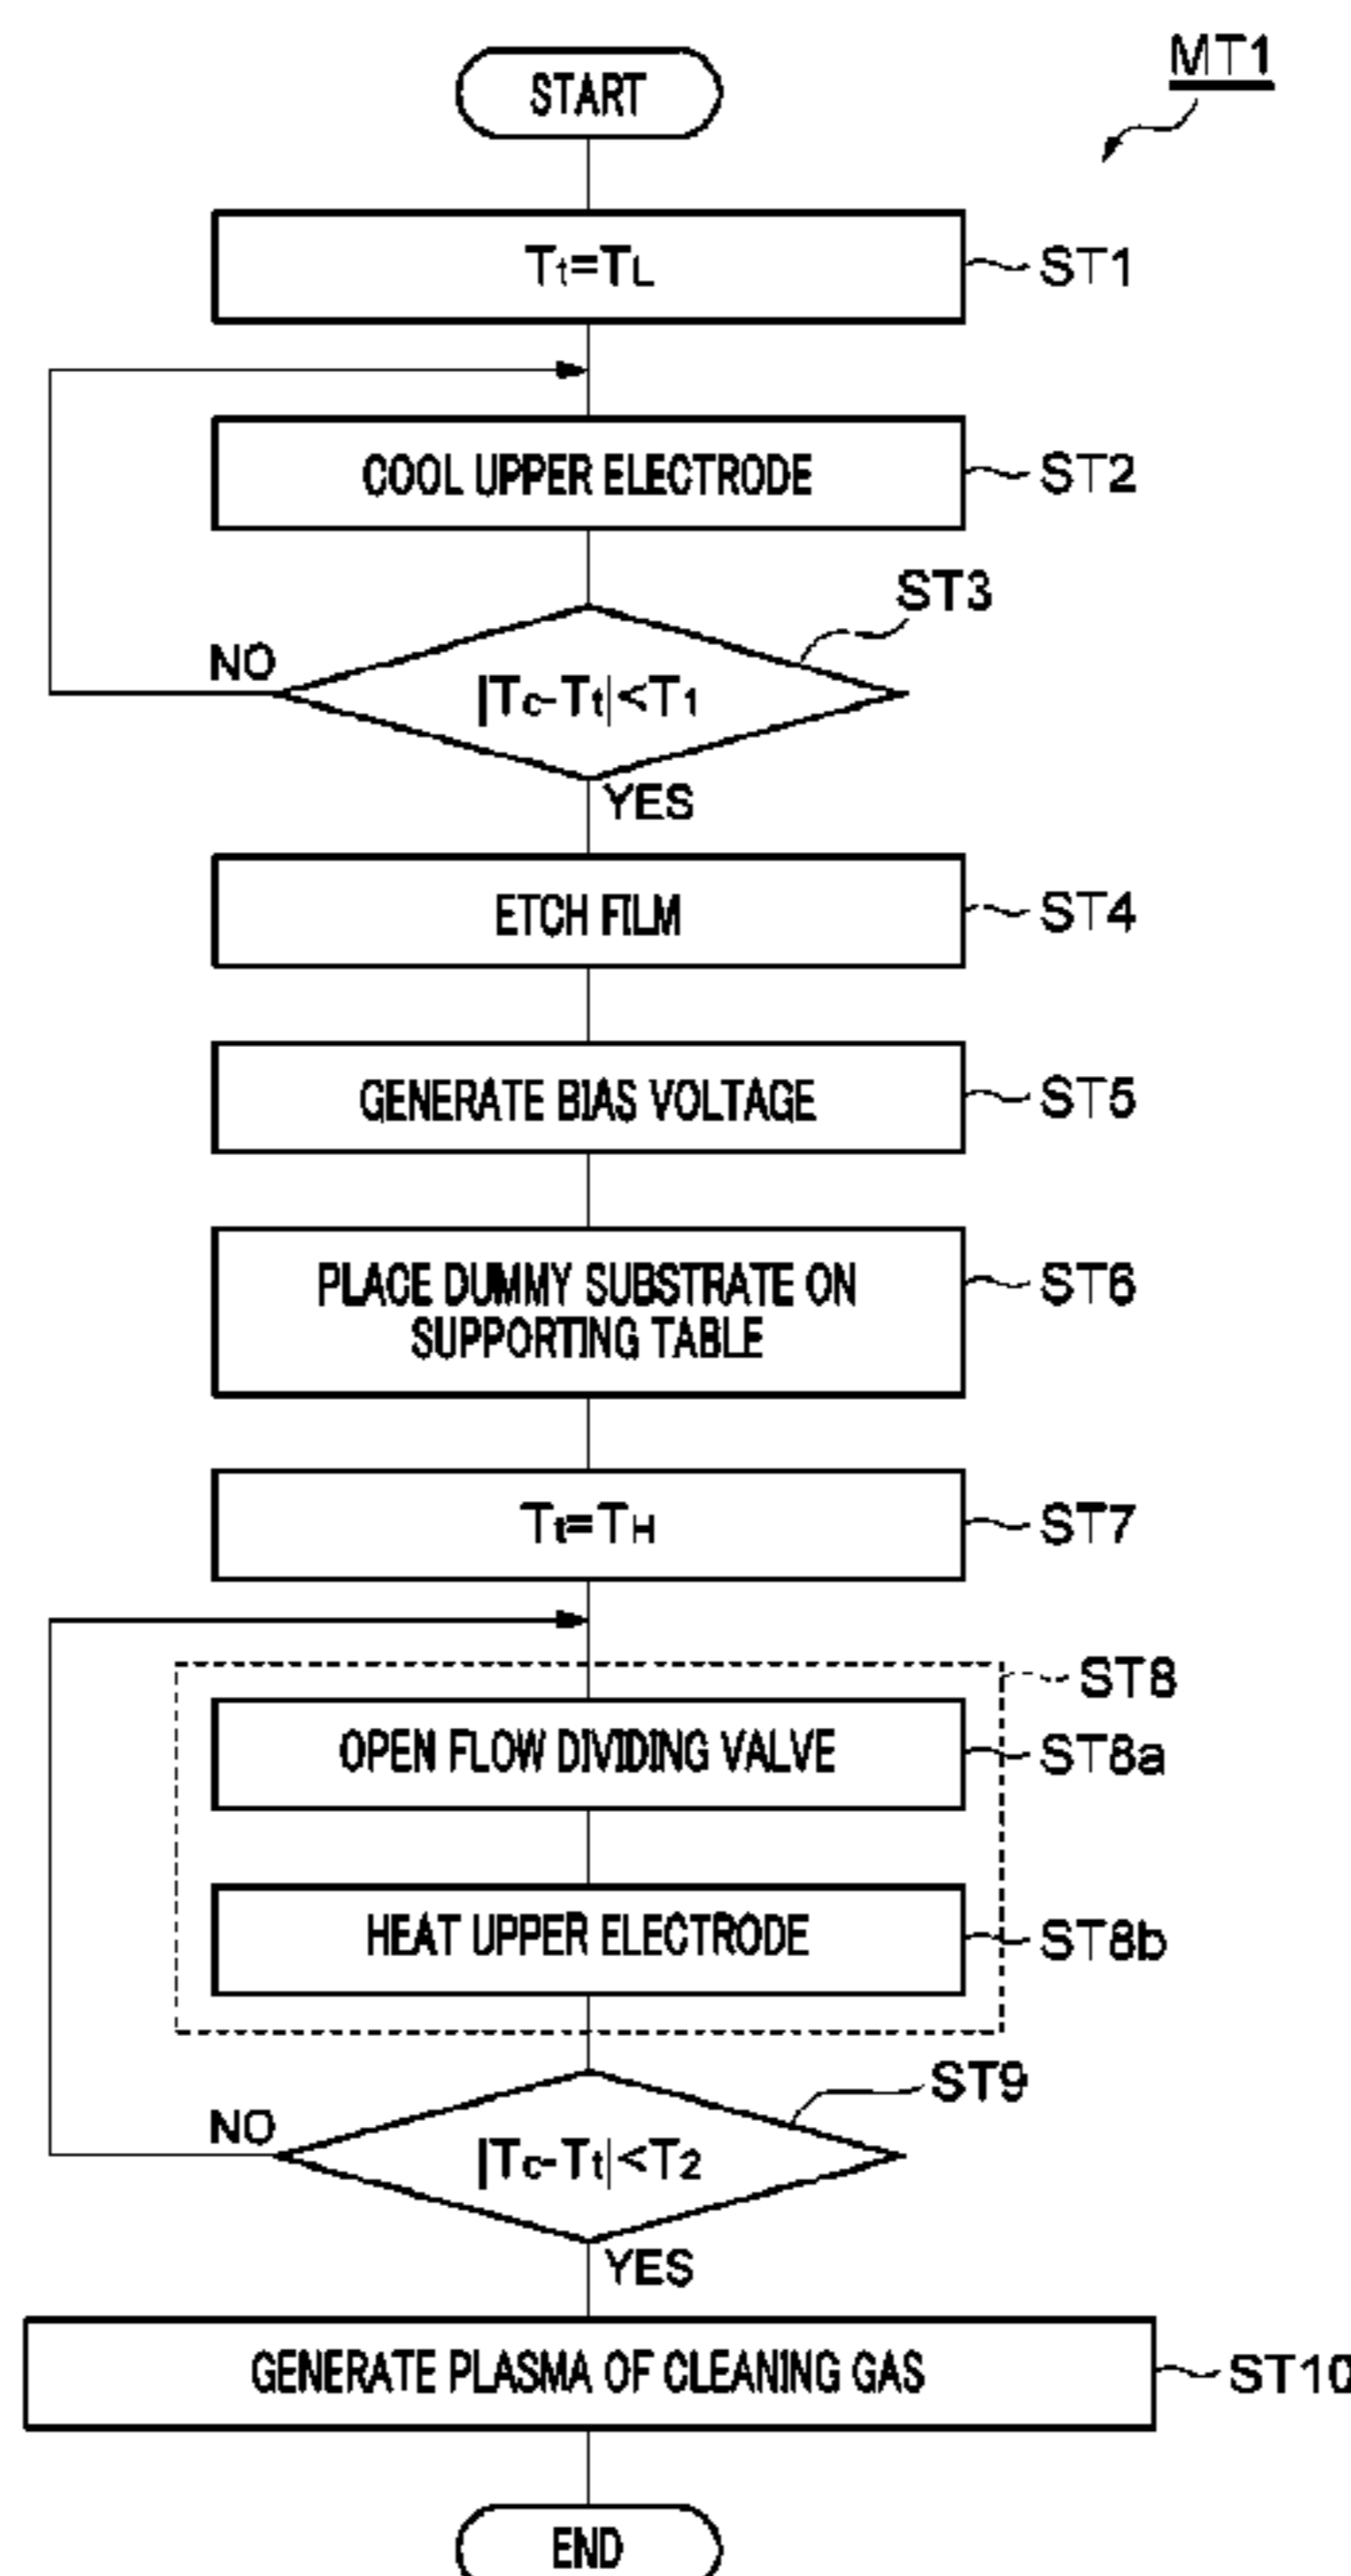 MT1
START
Tt=TL
ST1
COOL UPPER ELECTRODE
ST2
ST3
NO
|Tc-Tt|<T1
YES
ETCH FILM
ST4
GENERATE BIAS VOLTAGE
ST5
PLACE DUMMY SUBSTRATE ON
SUPPORTING TABLE
ST6
Tt=TH
ST7
ST8
OPEN FLOW DIVIDING VALVE
ST8a
HEAT UPPER ELECTRODE
ST8b
ST9
NO
|Tc-Tt|<T2
YES
GENERATE PLASMA OF CLEANING GAS
ST10
END